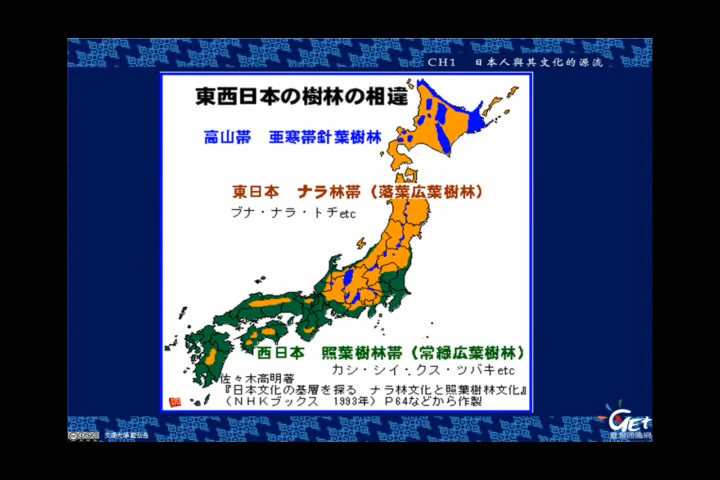 CH1 日本人與其文化的源流
東西日本の樹林の相違
高山帯 亜寒帯針葉樹林
東日本 ナラ林帯(落葉広葉樹林)
ブナ・ナラ・トチetc
西日本 照葉樹林帯(常緑広葉樹林)
カシ・シイ・クス・ツバキetc
佐々木高明著
『日本文化の基層を探る ナラ林文化と照葉樹林文化』
(NHKブックス 1993年) P64などから作製
GET